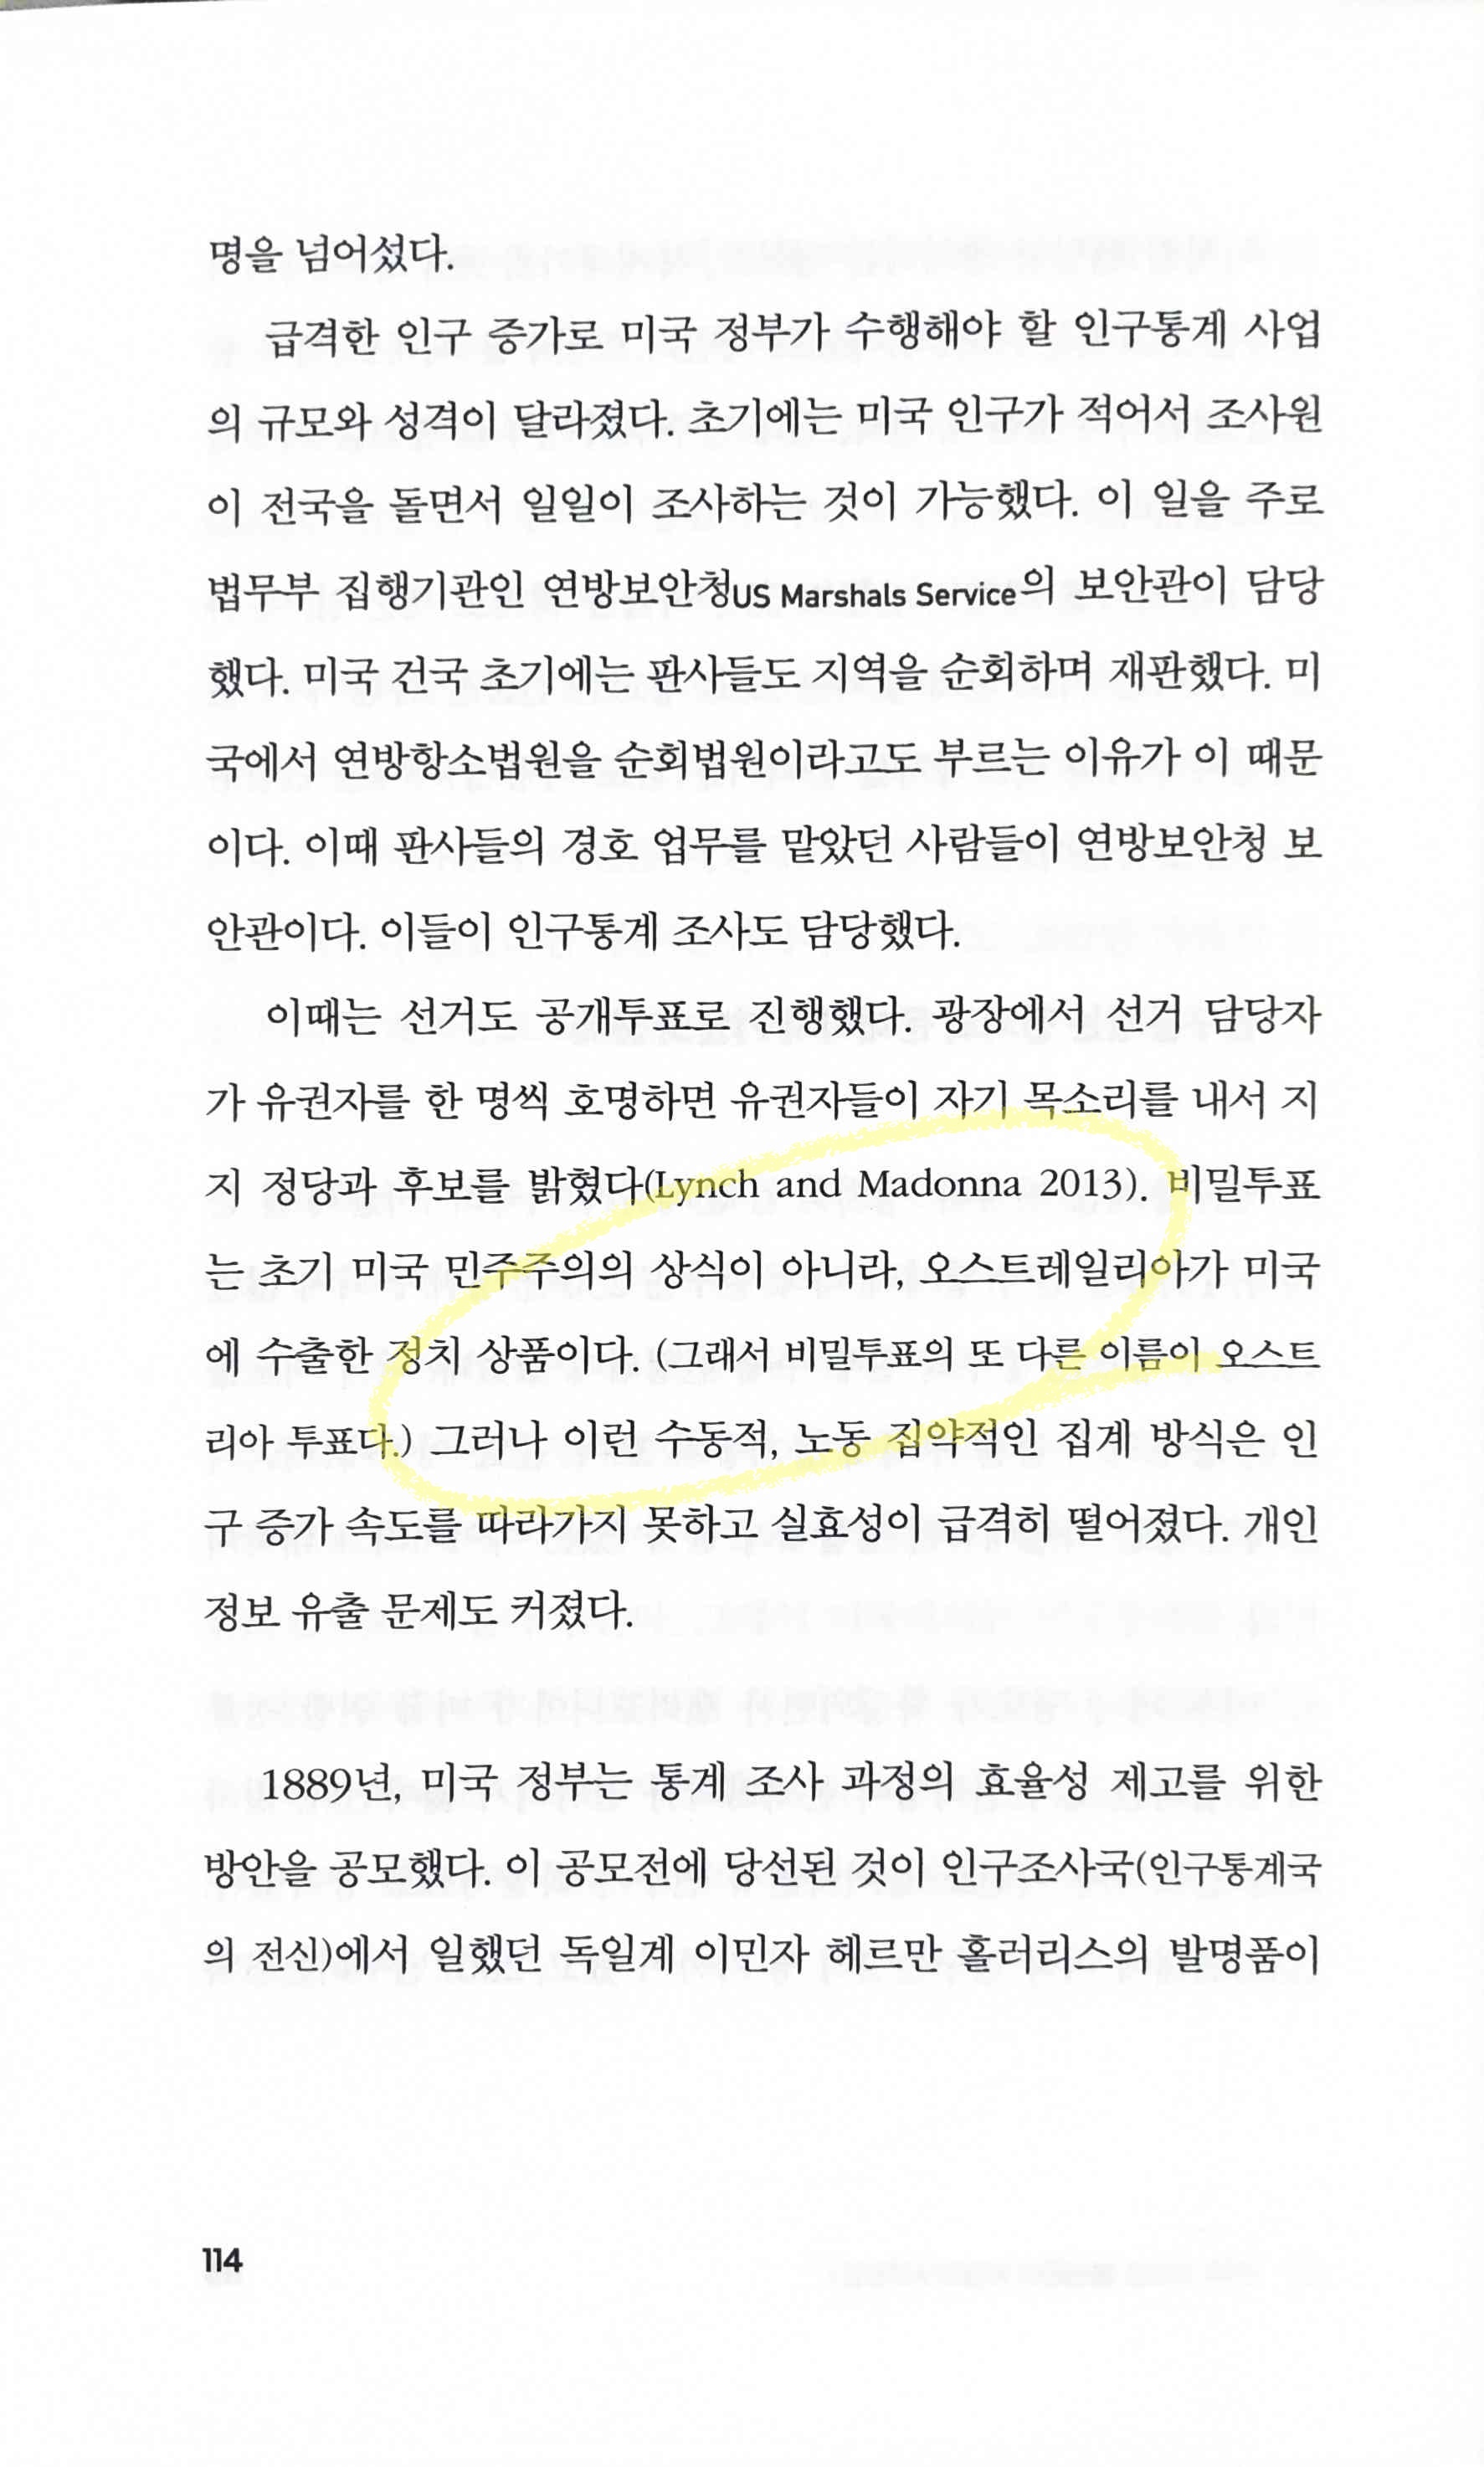 명을 넘어섰다.
급격한 인구 증가로 미국 정부가 수행해야 할 인구통계 사업
의 규모와 성격이 달라졌다. 초기에는 미국 인구가 적어서 조사원
이 전국을 돌면서 일일이 조사하는 것이 가능했다. 이 일을 주로
법무부 집행기관인 연방보안청US Marshals Service의 보안관이 담당
했다. 미국 건국 초기에는 판사들도 지역을 순회하며 재판했다. 미
국에서 연방항소법원을 순회법원이라고도 부르는 이유가 이 때문
이다. 이때 판사들의 경호 업무를 맡았던 사람들이 연방보안청 보
안관이다. 이들이 인구통계 조사도 담당했다.
이때는 선거도 공개투표로 진행했다. 광장에서 선거 담당자
가 유권자를 한 명씩 호명하면 유권자들이 자기 목소리를 내서 지
지 정당과 후보를 밝혔다(Lynch and Madonna 2013). 비밀투표
는 초기 미국 민주주의의 상식이 아니라, 오스트레일리아가 미국
에 수출한 정치 상품이다. (그래서 비밀투표의 또 다른 이름이 오스트
리아 투표다.) 그러나 이런 수동적, 노동 집약적인 집계 방식은 인
구 증가 속도를 따라가지 못하고 실효성이 급격히 떨어졌다. 개인
정보 유출 문제도 커졌다.
1889년, 미국 정부는 통계 조사 과정의 효율성 제고를 위한
방안을 공모했다. 이 공모전에 당선된 것이 인구조사국(인구통계국
의 전신)에서 일했던 독일계 이민자 헤르만 홀러리스의 발명품이
114